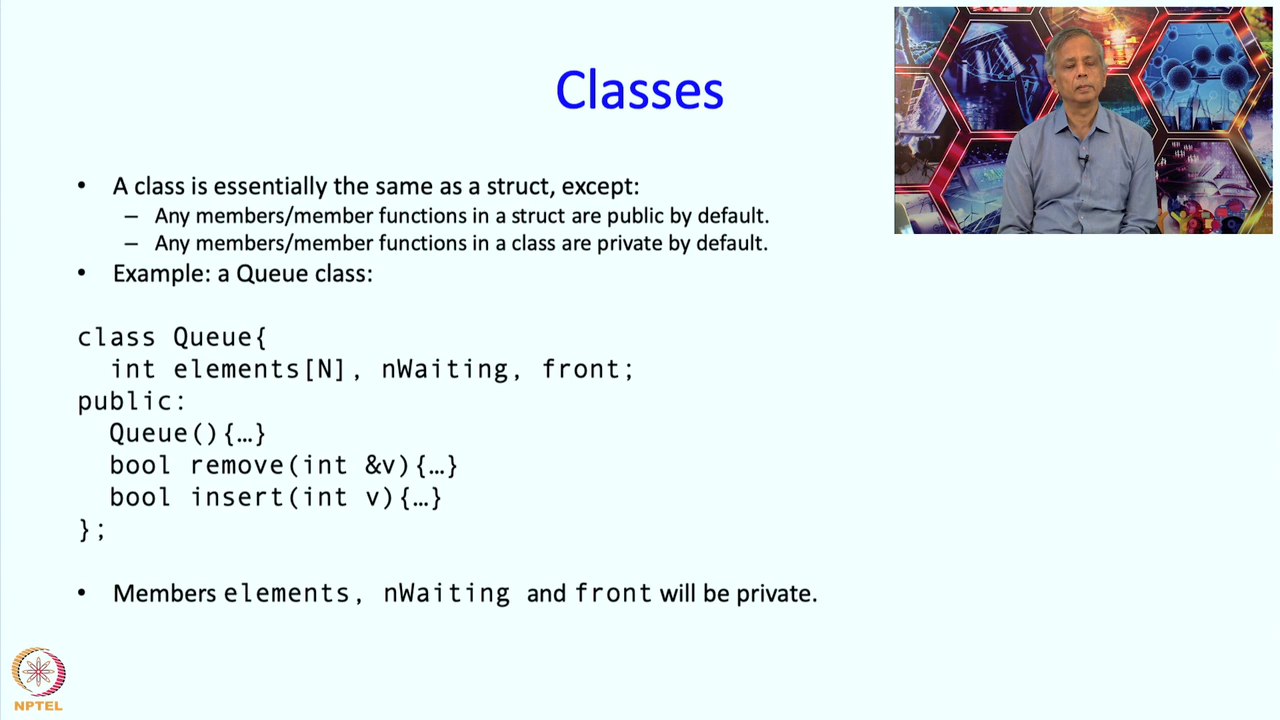 Classes
• A class is essentially the same as a struct, except:
– Any members/member functions in a struct are public by default.
– Any members/member functions in a class are private by default.
• Example: a Queue class:
class Queue{
int elements[N], nWaiting, front;
public:
Queue(){…}
bool remove(int &v){…}
bool insert(int v){…}
};
• Members elements, nWaiting and front will be private.
NPTEL